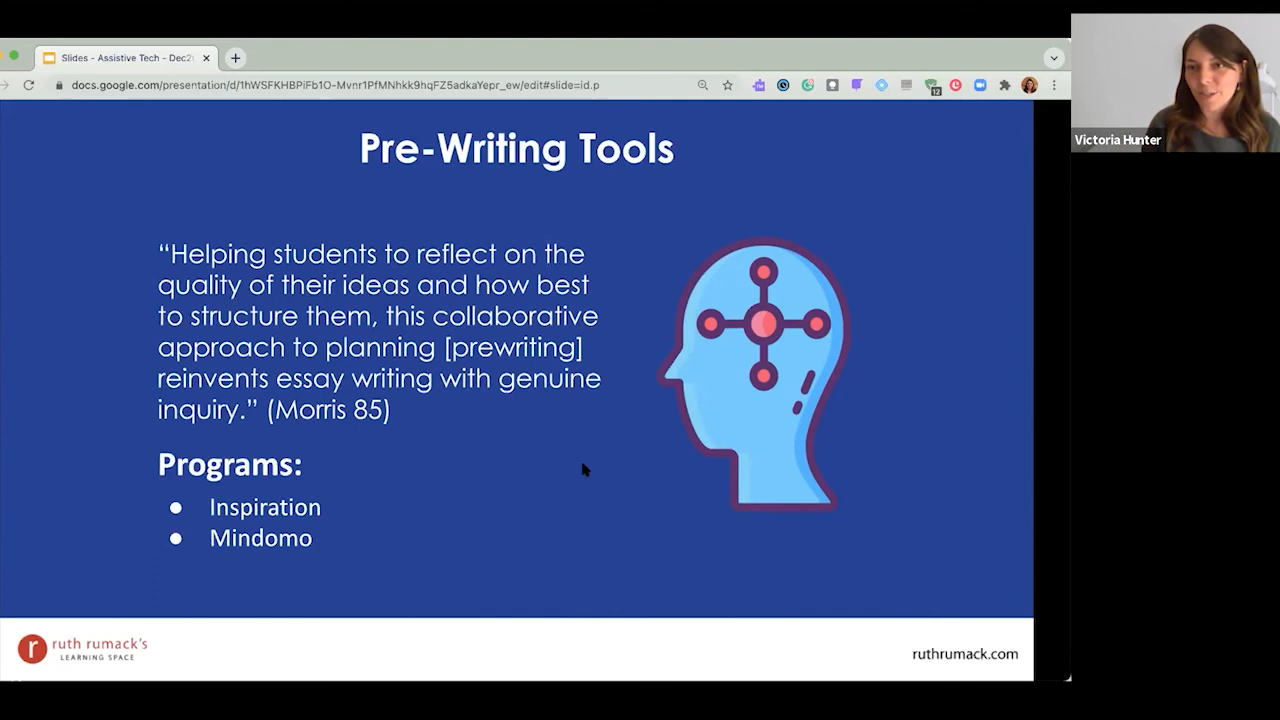 Slides - Assistive Tech - Dec2
docs.google.com/presentation/d/1hWSFKHBPiFb1O-Mvnr1PfMNhkk9hqFZ5adkaYepr_ew/edit#slide=id.p
12
Victoria Hunter
Pre-Writing Tools
“Helping students to reflect on the
quality of their ideas and how best
to structure them, this collaborative
approach to planning [prewriting]
reinvents essay writing with genuine
inquiry.” (Morris 85)
Programs:
● Inspiration
● Mindomo
r ruth rumack's
LEARNING SPACE
ruthrumack.com